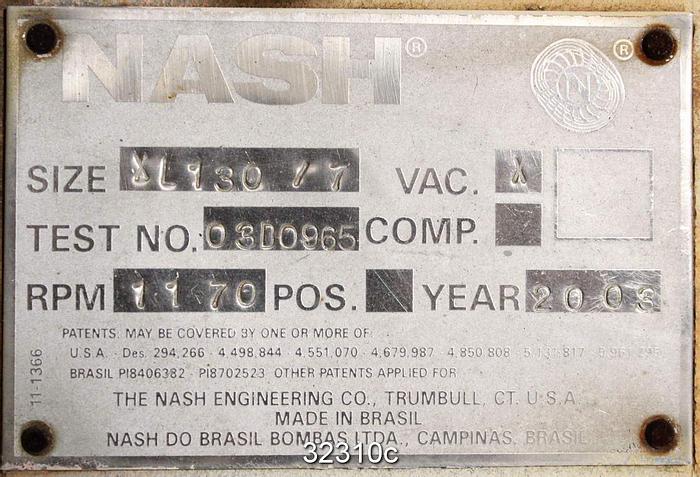 NASH® ®
SIZE XL130/7 VAC. X
TEST NO. 03D0965 COMP.
RPM 1170 POS. YEAR 2003
PATENTS. MAY BE COVERED BY ONE OR MORE OF:
U.S.A. - Des. 294,266 - 4,498,844 - 4,551,070 - 4,679,987 - 4,850,808 - 5,131,817 -
BRASIL PI8406382 - PI8702523 OTHER PATENTS APPLIED FOR
11-1366
THE NASH ENGINEERING CO., TRUMBULL, CT. U.S.A.
MADE IN BRASIL
NASH DO BRASIL BOMBAS LTDA., CAMPINAS, BRASIL
32310c